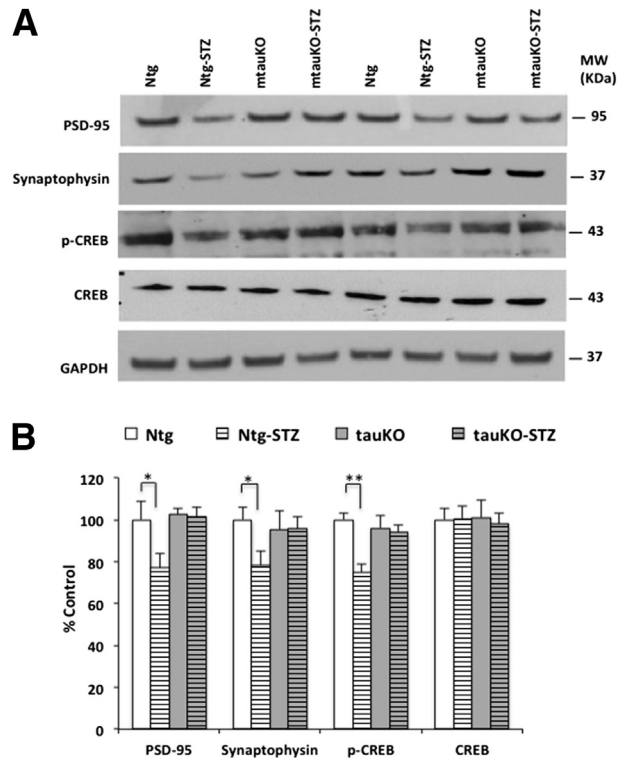 A
Ntg
Ntg-STZ
mtauKO
mtauKO-STZ
Ntg
Ntg-STZ
mtauKO
mtauKO-STZ
MW
(KDa)
PSD-95
95
Synaptophysin
37
p-CREB
43
CREB
43
GAPDH
37
B
Ntg
Ntg-STZ
tauKO
tauKO-STZ
% Control
120
100
80
60
40
20
0
*
*
**
PSD-95
Synaptophysin
p-CREB
CREB